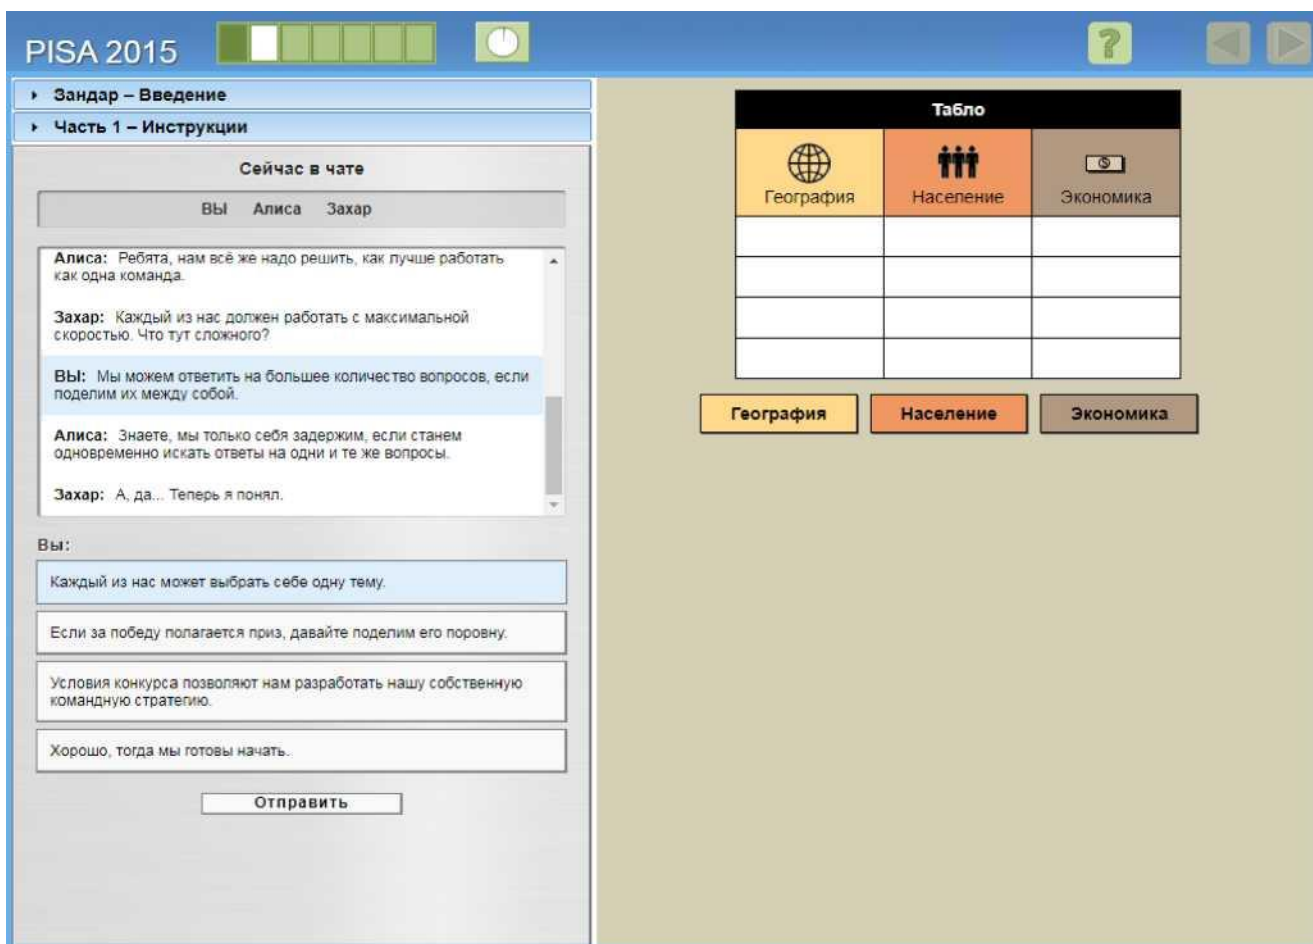 PISA 2015
?
Зандар – Введение
Часть 1 – Инструкции
Сейчас в чате
ВЫ Алиса Захар
Алиса: Ребята, нам всё же надо решить, как лучше работать
как одна команда.
Захар: Каждый из нас должен работать с максимальной
скоростью. Что тут сложного?
ВЫ: Мы можем ответить на большее количество вопросов, если
поделим их между собой.
Алиса: Знаете, мы только себя задержим, если станем
одновременно искать ответы на одни и те же вопросы.
Захар: А, да... Теперь я понял.
Вы:
Каждый из нас может выбрать себе одну тему.
Если за победу полагается приз, давайте поделим его поровну.
Условия конкурса позволяют нам разработать нашу собственную
командную стратегию.
Хорошо, тогда мы готовы начать.
Отправить
Табло
География Население Экономика
География Население Экономика